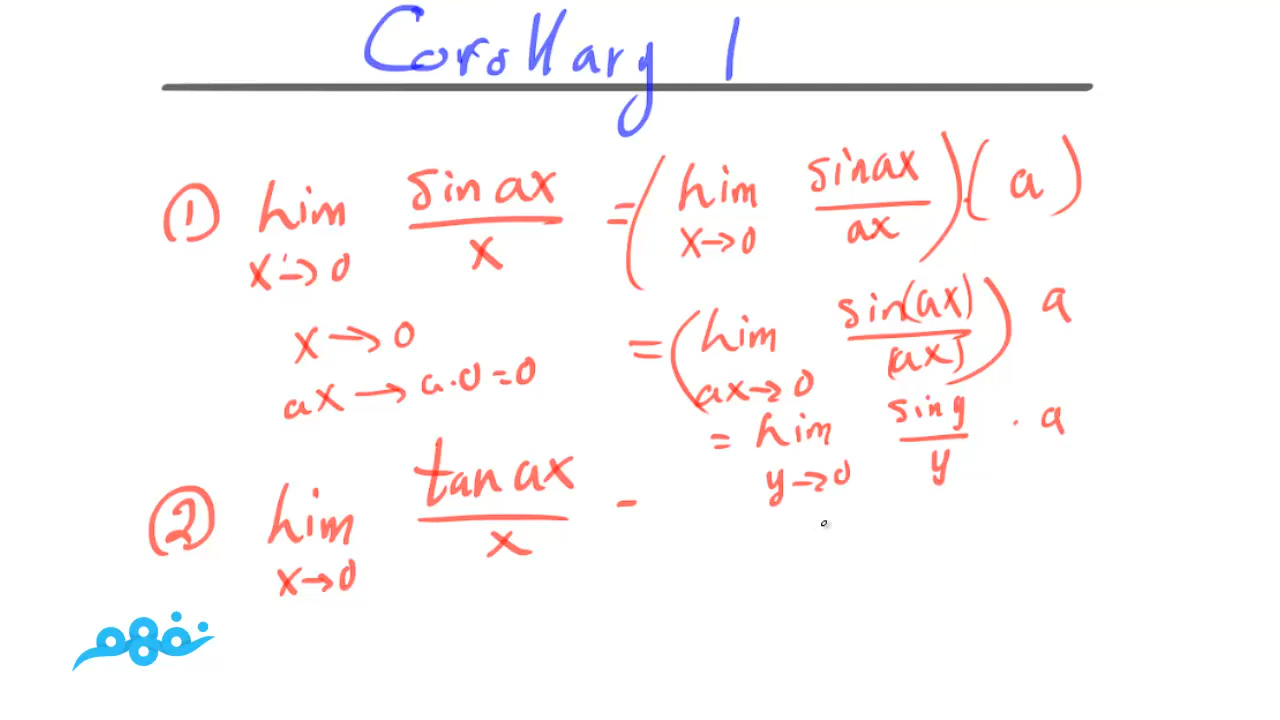 Corollary 1
① lim x→0 sin ax / x = (lim x→0 sin ax / ax) · (a)
x→0
= (lim ax→0 sin(ax) / (ax)) a
ax → a.0=0
= lim y→0 sin y / y · a
② lim x→0 tan ax / x -
نفهم